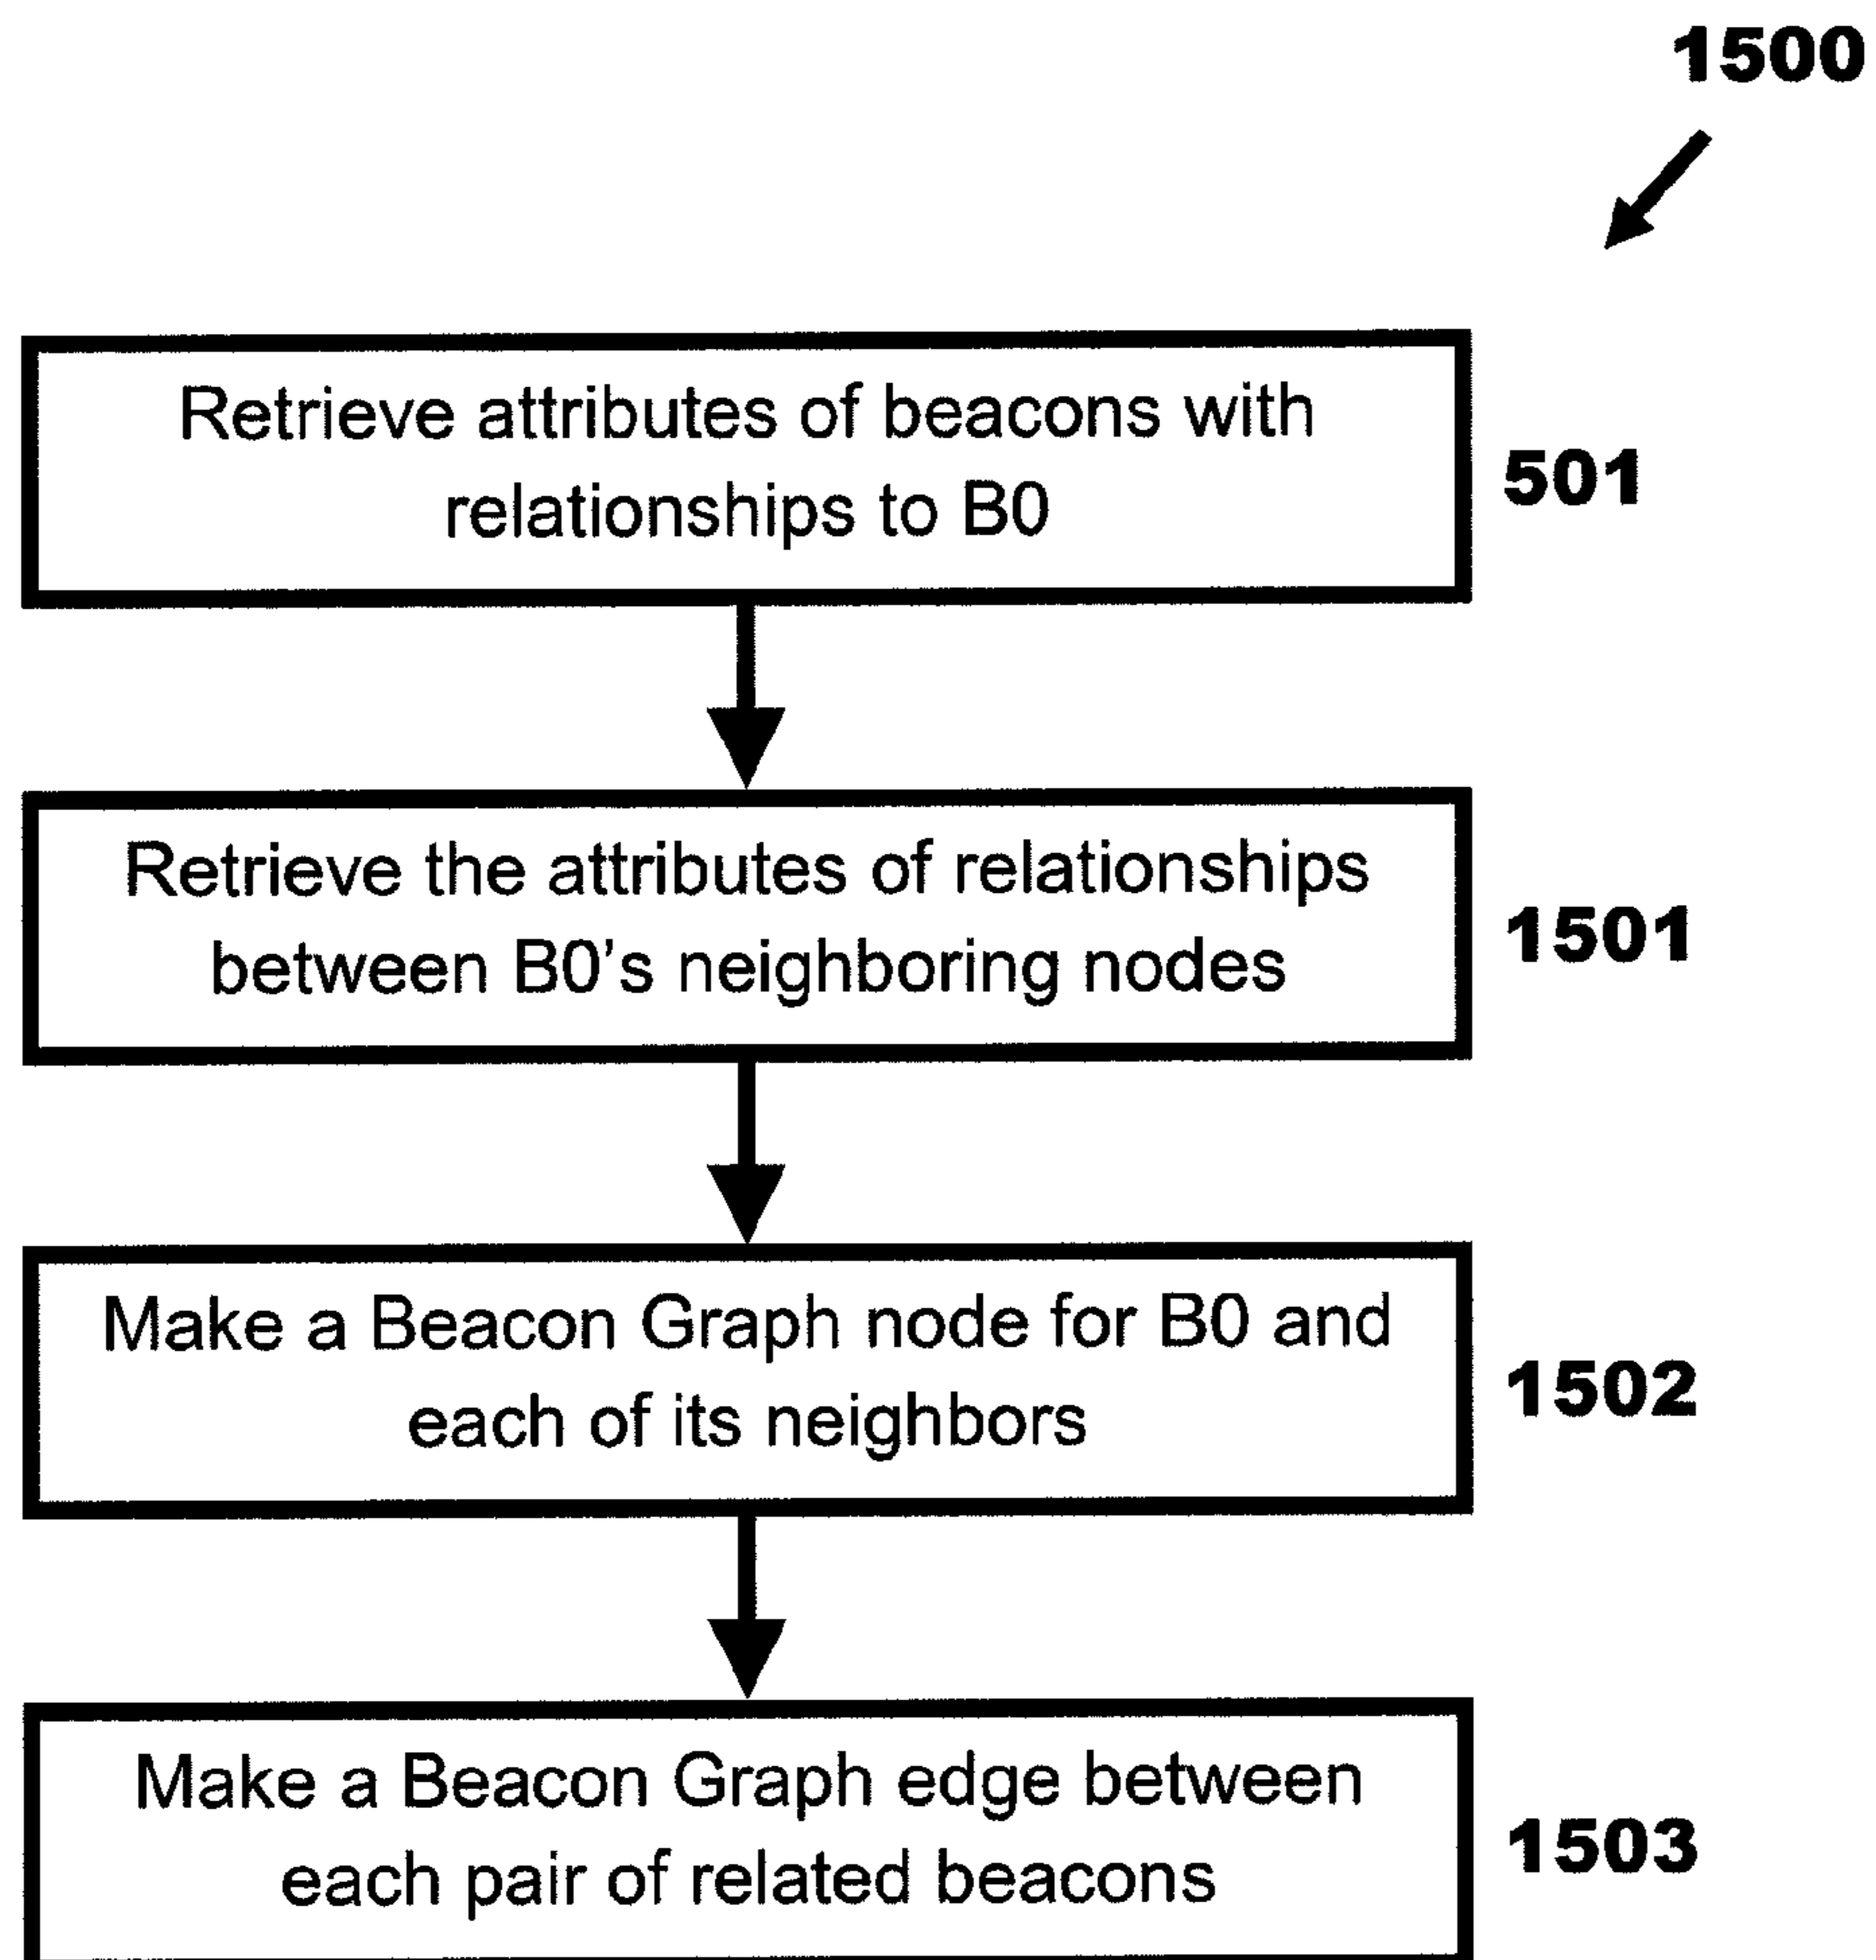 1500
Retrieve attributes of beacons with
relationships to B0
501
Retrieve the attributes of relationships
between B0's neighboring nodes
1501
Make a Beacon Graph node for B0 and
each of its neighbors
1502
Make a Beacon Graph edge between
each pair of related beacons
1503